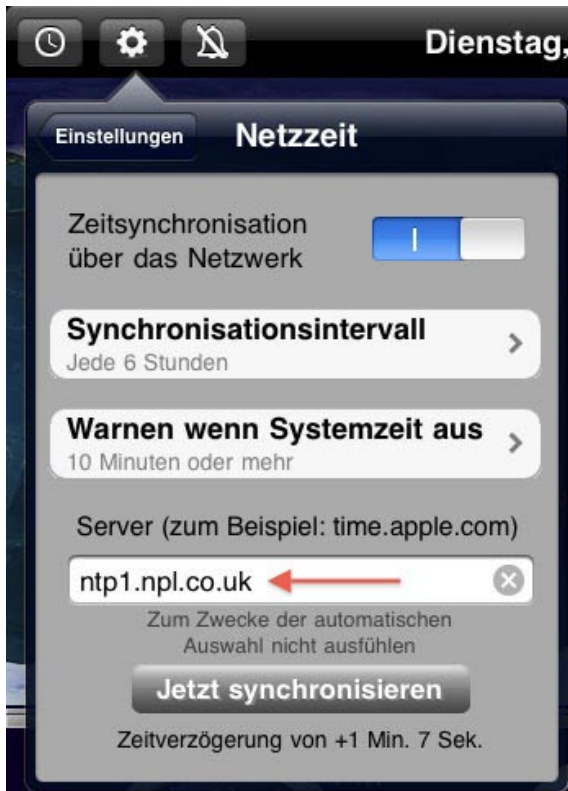 Dienstag,
Einstellungen
Netzzeit
Zeitsynchronisation
über das Netzwerk
Synchronisationsintervall
Jede 6 Stunden
Warnen wenn Systemzeit aus
10 Minuten oder mehr
Server (zum Beispiel: time.apple.com)
ntp1.npl.co.uk
Zum Zwecke der automatischen
Auswahl nicht ausfühlen
Jetzt synchronisieren
Zeitverzögerung von +1 Min. 7 Sek.